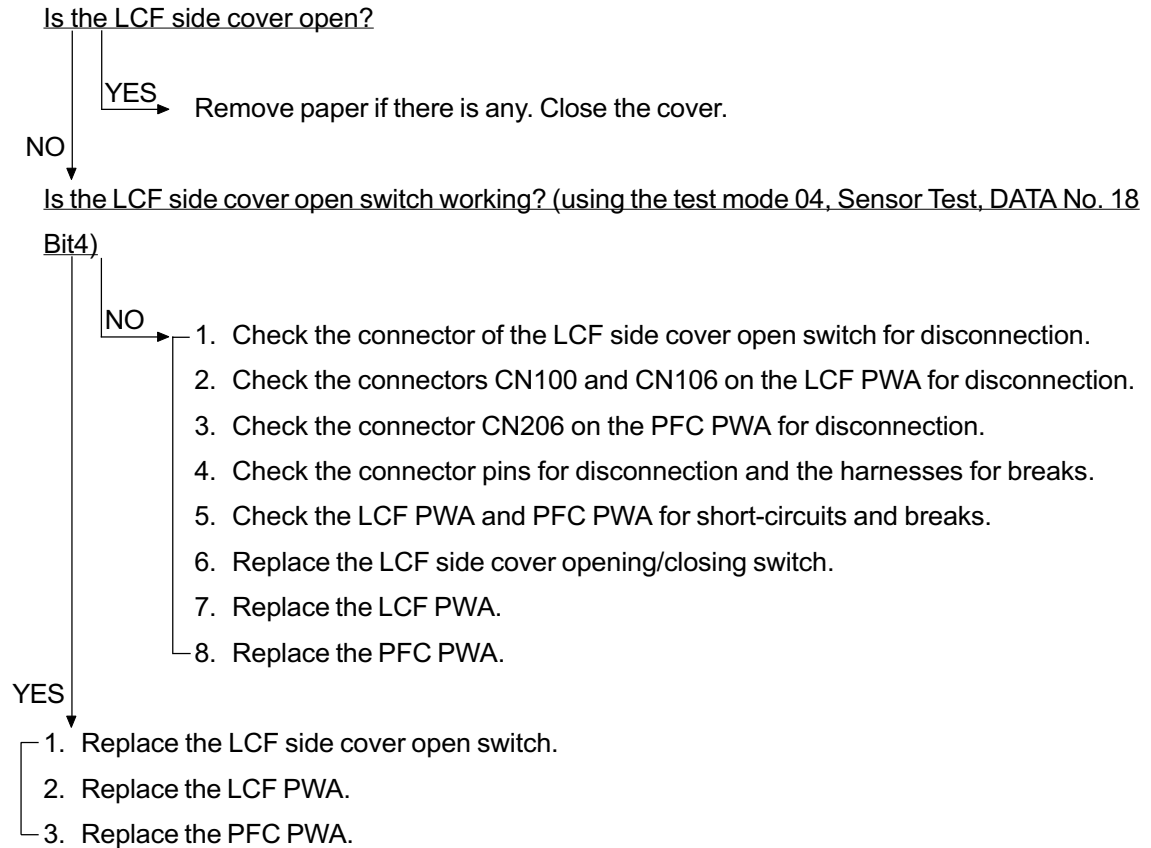 Is the LCF side cover open?
YES
Remove paper if there is any. Close the cover.
NO
Is the LCF side cover open switch working? (using the test mode 04, Sensor Test, DATA No. 18
Bit4)
NO
1. Check the connector of the LCF side cover open switch for disconnection.
2. Check the connectors CN100 and CN106 on the LCF PWA for disconnection.
3. Check the connector CN206 on the PFC PWA for disconnection.
4. Check the connector pins for disconnection and the harnesses for breaks.
5. Check the LCF PWA and PFC PWA for short-circuits and breaks.
6. Replace the LCF side cover opening/closing switch.
7. Replace the LCF PWA.
8. Replace the PFC PWA.
YES
1. Replace the LCF side cover open switch.
2. Replace the LCF PWA.
3. Replace the PFC PWA.